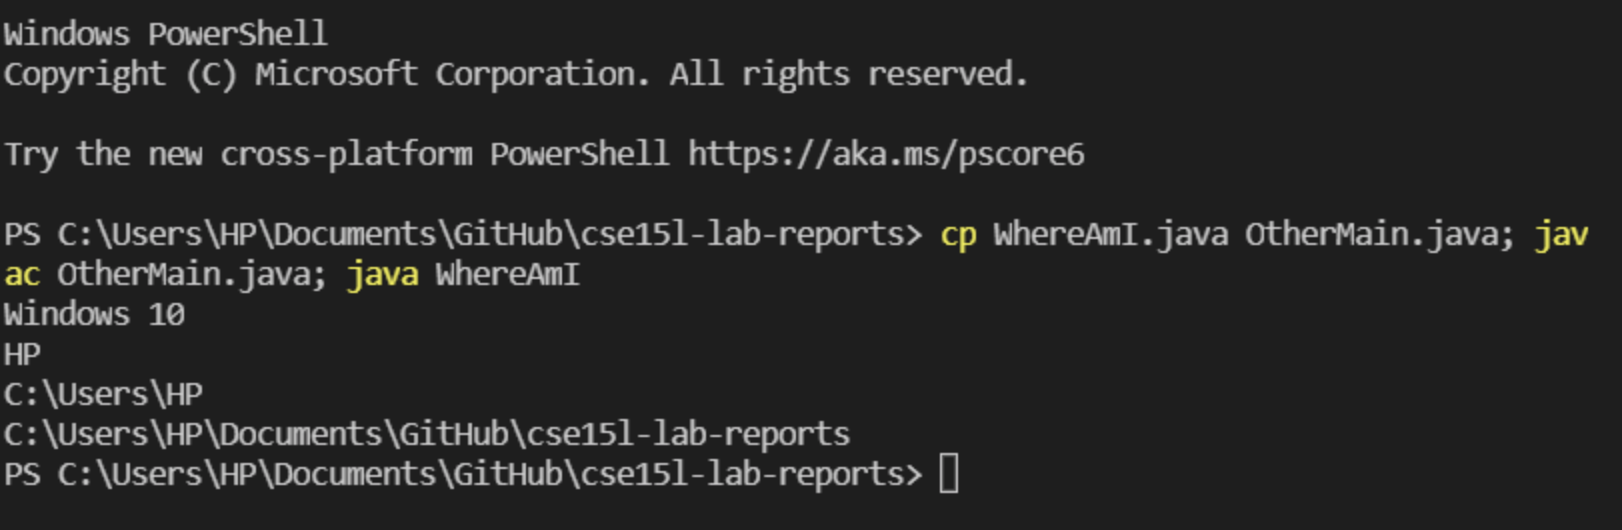 Windows PowerShell
Copyright (C) Microsoft Corporation. All rights reserved.
Try the new cross-platform PowerShell https://aka.ms/pscore6
PS C:\Users\HP\Documents\GitHub\cse15l-lab-reports> cp WhereAmI.java OtherMain.java; jav
ac OtherMain.java; java WhereAmI
Windows 10
HP
C:\Users\HP
C:\Users\HP\Documents\GitHub\cse15l-lab-reports
PS C:\Users\HP\Documents\GitHub\cse15l-lab-reports>